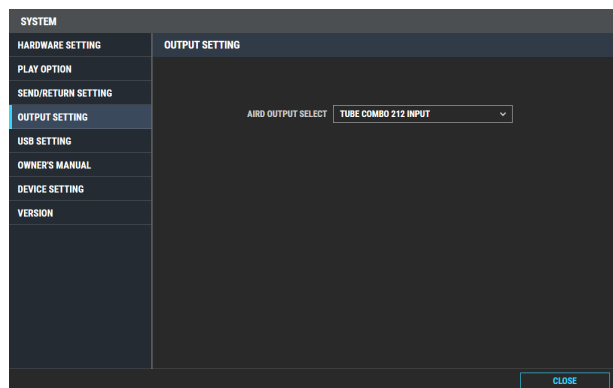 SYSTEM
HARDWARE SETTING
OUTPUT SETTING
PLAY OPTION
SEND/RETURN SETTING
OUTPUT SETTING
AIRD OUTPUT SELECT TUBE COMBO 212 INPUT
USB SETTING
OWNER'S MANUAL
DEVICE SETTING
VERSION
CLOSE